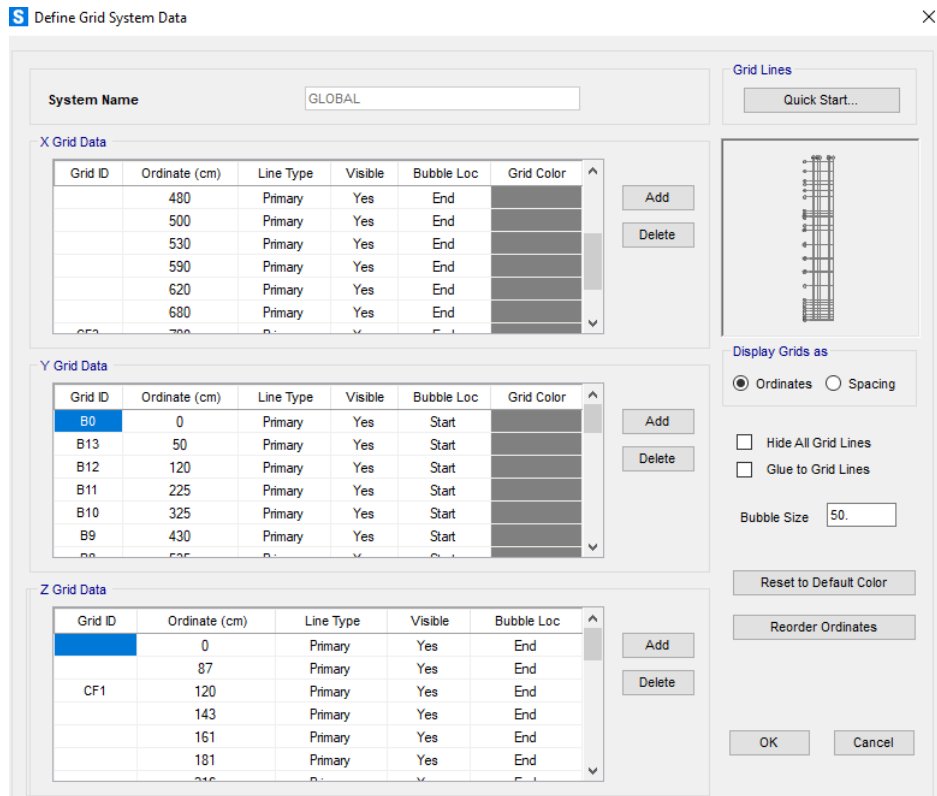 S Define Grid System Data
System Name GLOBAL
Grid Lines
Quick Start...
X Grid Data
Grid ID Ordinate (cm) Line Type Visible Bubble Loc Grid Color
480 Primary Yes End
500 Primary Yes End
530 Primary Yes End
590 Primary Yes End
620 Primary Yes End
680 Primary Yes End
Add
Delete
Y Grid Data
Grid ID Ordinate (cm) Line Type Visible Bubble Loc Grid Color
B0 0 Primary Yes Start
B13 50 Primary Yes Start
B12 120 Primary Yes Start
B11 225 Primary Yes Start
B10 325 Primary Yes Start
B9 430 Primary Yes Start
Add
Delete
Z Grid Data
Grid ID Ordinate (cm) Line Type Visible Bubble Loc
0 Primary Yes End
87 Primary Yes End
CF1 120 Primary Yes End
143 Primary Yes End
161 Primary Yes End
181 Primary Yes End
Add
Delete
Display Grids as
Ordinates Spacing
Hide All Grid Lines
Glue to Grid Lines
Bubble Size 50.
Reset to Default Color
Reorder Ordinates
OK Cancel